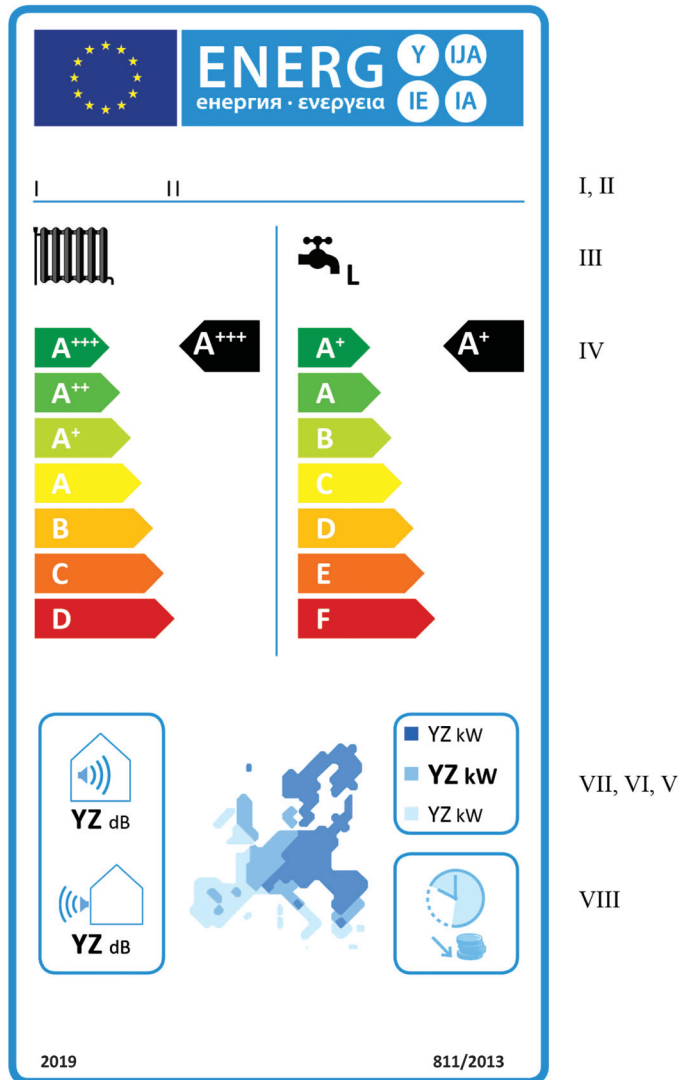 ENERG Y IJA
енергия · ενεργεια IE IA
I II I, II
III
L
A+++ A+++ A+ A+ IV
A++ A
A+ B
A C
B D
C E
D F
YZ kW
YZ kW VII, VI, V
YZ dB YZ kW
VIII
YZ dB
2019 811/2013